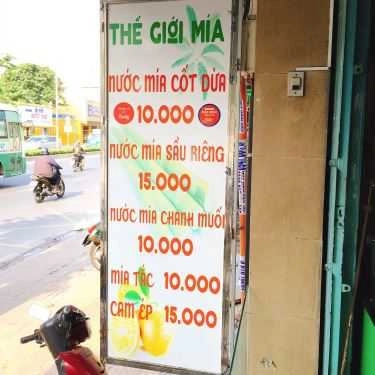 THẾ GIỚI MÍA
NƯỚC MÍA CỐT DỪA
10.000
NƯỚC MÍA SẦU RIÊNG
15.000
NƯỚC MÍA CHANH MUỐI
10.000
MÍA TẮC 10.000
CAM ÉP 15.000